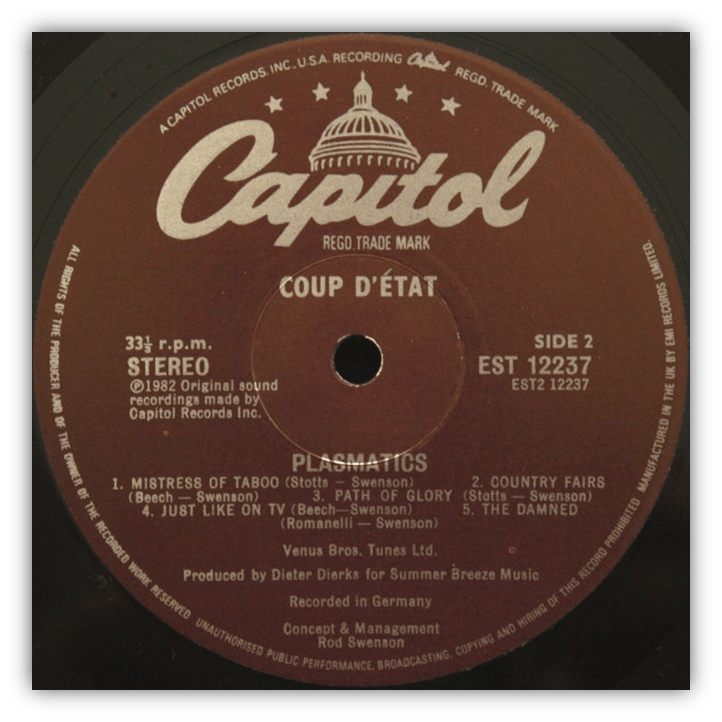 A CAPITOL RECORDS, INC., U.S.A. RECORDING Capitol REGD. TRADE MARK
Capitol
REGD. TRADE MARK
COUP D'ÉTAT
33⅓ r.p.m.
STEREO
℗1982 Original sound
recordings made by
Capitol Records Inc.
SIDE 2
EST 12237
EST2 12237
PLASMATICS
1. MISTRESS OF TABOO (Stotts – Swenson) 2. COUNTRY FAIRS
(Beech – Swenson) 3. PATH OF GLORY (Stotts – Swenson)
4. JUST LIKE ON TV (Beech–Swenson) 5. THE DAMNED
(Romanelli – Swenson)
Venus Bros. Tunes Ltd.
Produced by Dieter Dierks for Summer Breeze Music
Recorded in Germany
Concept & Management
Rod Swenson
ALL RIGHTS OF THE PRODUCER AND OF THE OWNER OF THE RECORDED WORK RESERVED UNAUTHORISED PUBLIC PERFORMANCE, BROADCASTING, COPYING AND HIRING OF THIS RECORD PROHIBITED MANUFACTURED IN THE UK BY EMI RECORDS LIMITED.